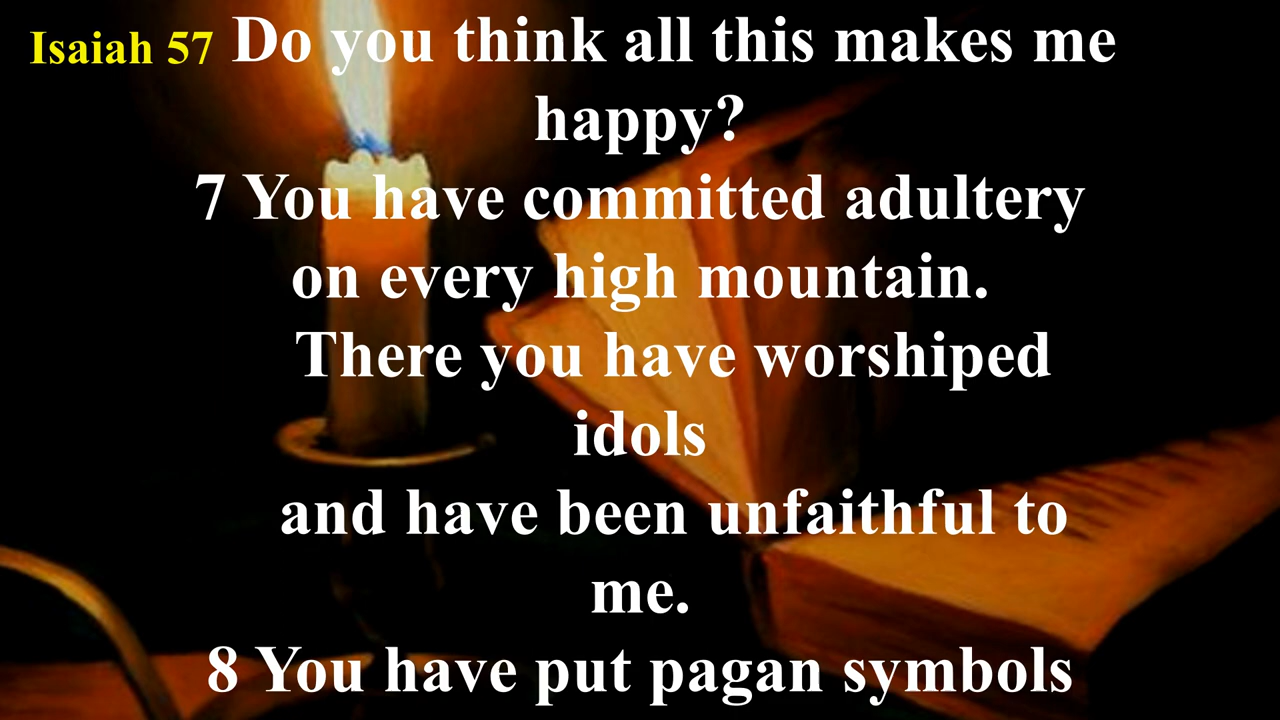 Isaiah 57 Do you think all this makes me
happy?
7 You have committed adultery
on every high mountain.
There you have worshiped
idols
and have been unfaithful to
me.
8 You have put pagan symbols